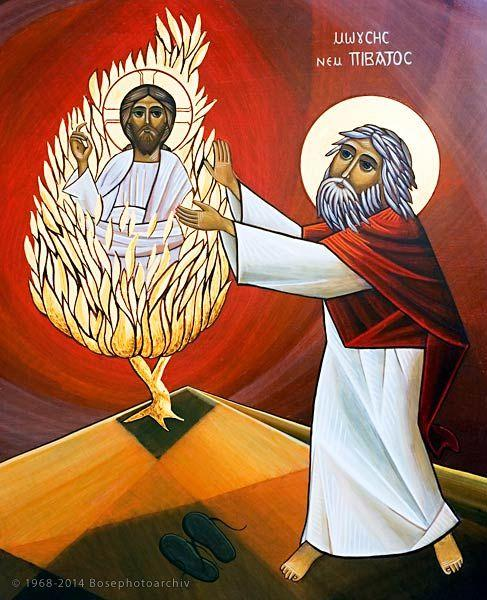 ⲙⲱⲩⲥⲏⲥ
ⲛⲉⲙ ⲡⲓⲃⲁⲧⲟⲥ
© 1968-2014 Bosephotoarchiv